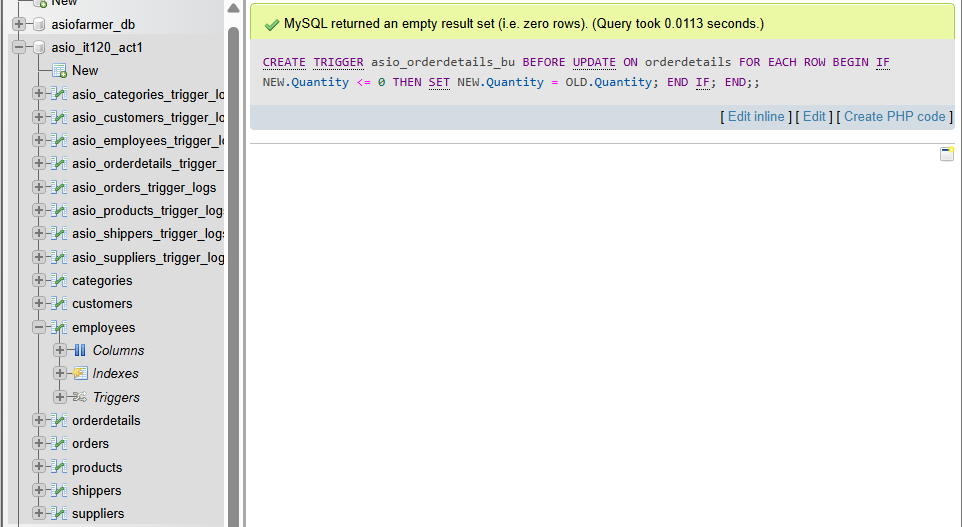 New
asiofarmer_db
asio_it120_act1
New
asio_categories_trigger_lo
asio_customers_trigger_lo
asio_employees_trigger_l
asio_orderdetails_trigger_
asio_orders_trigger_logs
asio_products_trigger_log
asio_shippers_trigger_logs
asio_suppliers_trigger_log
categories
customers
employees
Columns
Indexes
Triggers
orderdetails
orders
products
shippers
suppliers
MySQL returned an empty result set (i.e. zero rows). (Query took 0.0113 seconds.)
CREATE TRIGGER asio_orderdetails_bu BEFORE UPDATE ON orderdetails FOR EACH ROW BEGIN IF
NEW.Quantity <= 0 THEN SET NEW.Quantity = OLD.Quantity; END IF; END;;
[ Edit inline ] [ Edit ] [ Create PHP code ]